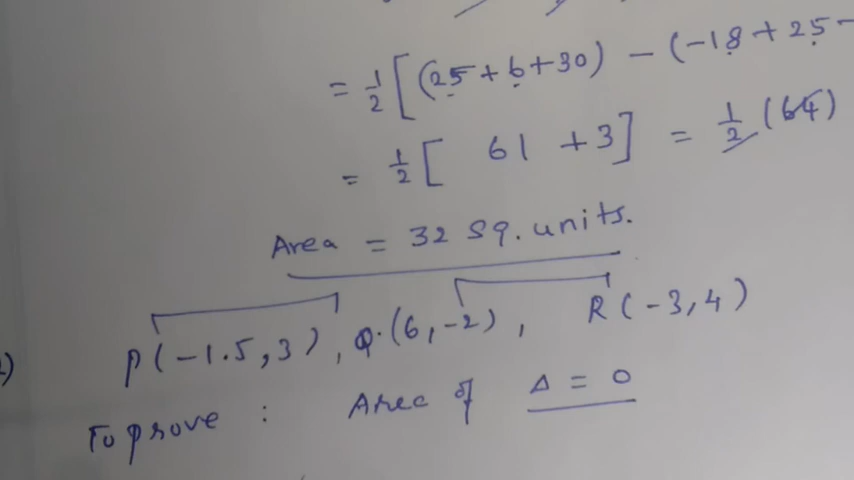 = 1/2 [(25+6+30) - (-18+25-
= 1/2 [ 61 +3] = 1/2 (64)
Area = 32 sq. units.
P(-1.5,3), Q.(6,-2), R(-3,4)
To prove : Area of Δ = 0